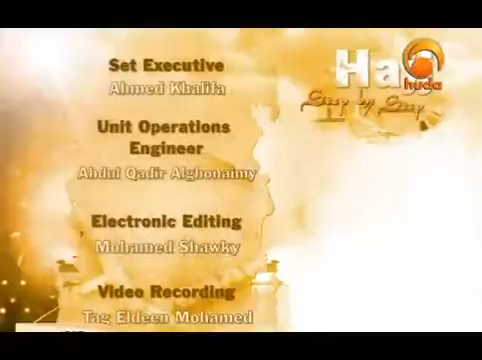 Set Executive
Ahmed Khalifa
Unit Operations
Engineer
Abdul Qadir Alghonaimy
Electronic Editing
Mohamed Shawky
Video Recording
Tag Eldeen Mohamed
huda
Step by Step